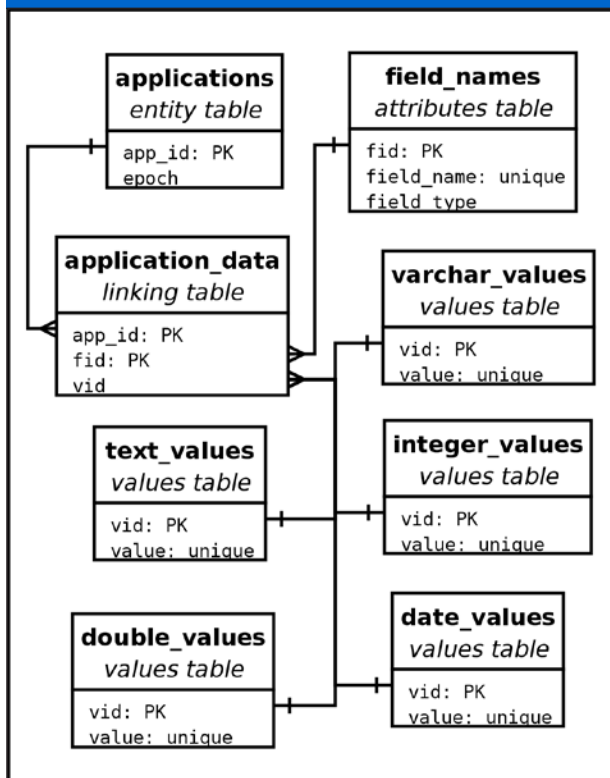 applications
entity table
app_id: PK
epoch
field_names
attributes table
fid: PK
field_name: unique
field_type
application_data
linking table
app_id: PK
fid: PK
vid
varchar_values
values table
vid: PK
value: unique
text_values
values table
vid: PK
value: unique
integer_values
values table
vid: PK
value: unique
double_values
values table
vid: PK
value: unique
date_values
values table
vid: PK
value: unique